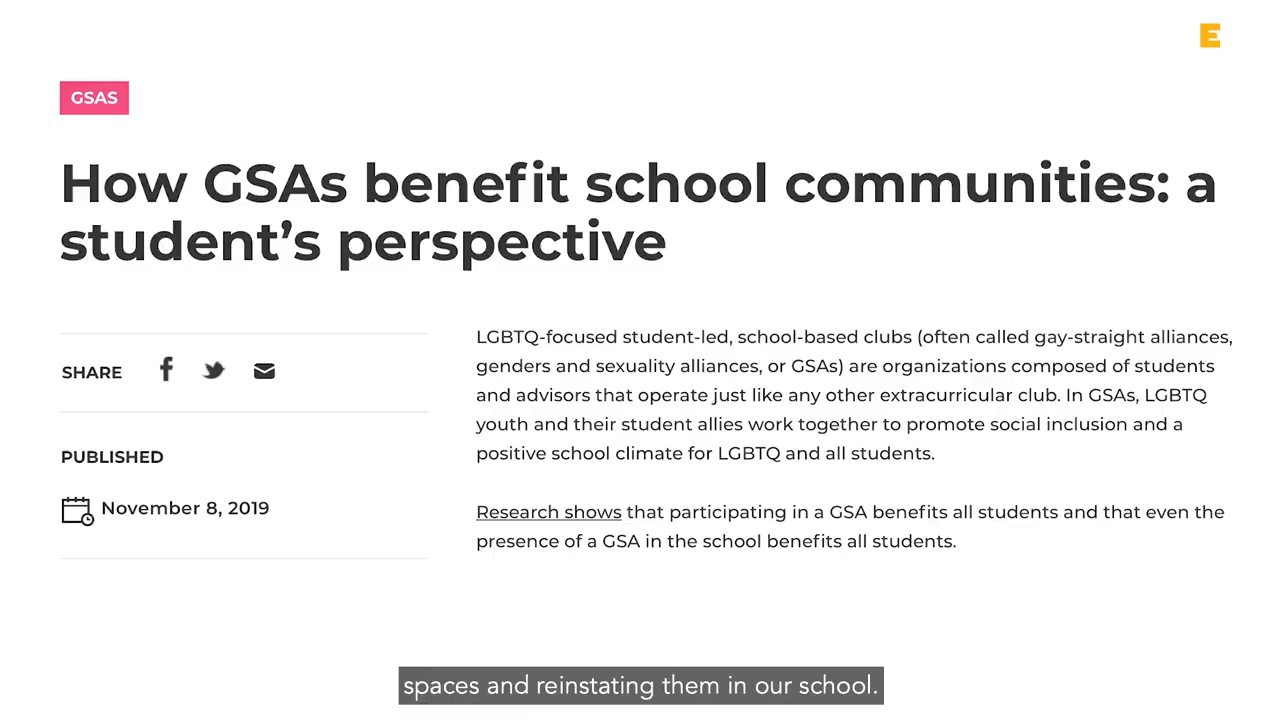 E
GSAS
How GSAs benefit school communities: a
student’s perspective
SHARE
PUBLISHED
November 8, 2019
LGBTQ-focused student-led, school-based clubs (often called gay-straight alliances,
genders and sexuality alliances, or GSAs) are organizations composed of students
and advisors that operate just like any other extracurricular club. In GSAs, LGBTQ
youth and their student allies work together to promote social inclusion and a
positive school climate for LGBTQ and all students.
Research shows that participating in a GSA benefits all students and that even the
presence of a GSA in the school benefits all students.
spaces and reinstating them in our school.